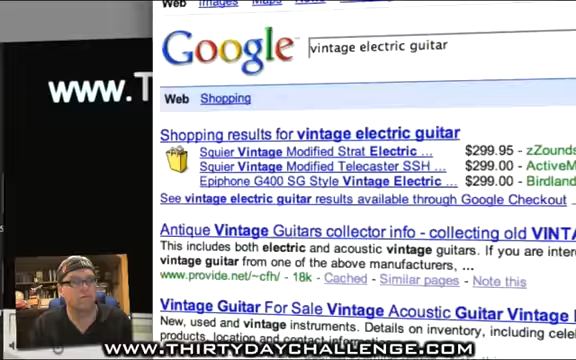 Web Images Maps News
Google vintage electric guitar
www.T
Web Shopping
Shopping results for vintage electric guitar
Squier Vintage Modified Strat Electric ... $299.95 - zZounds
Squier Vintage Modified Telecaster SSH ... $299.00 - ActiveM
Epiphone G400 SG Style Vintage Electric ... $299.00 - Birdland
See vintage electric guitar results available through Google Checkout
Antique Vintage Guitars collector info - collecting old VINTA
This includes both electric and acoustic vintage guitars. If you are inter
vintage guitar from one of the above manufacturers, ...
www.provide.net/~cfh/ - 18k - Cached - Similar pages - Note this
Vintage Guitar For Sale Vintage Acoustic Guitar Vintage
New, used and vintage instruments. Details on inventory, including cele
products, location and contact information.
WWW.THIRTYDAYCHALLENGE.COM